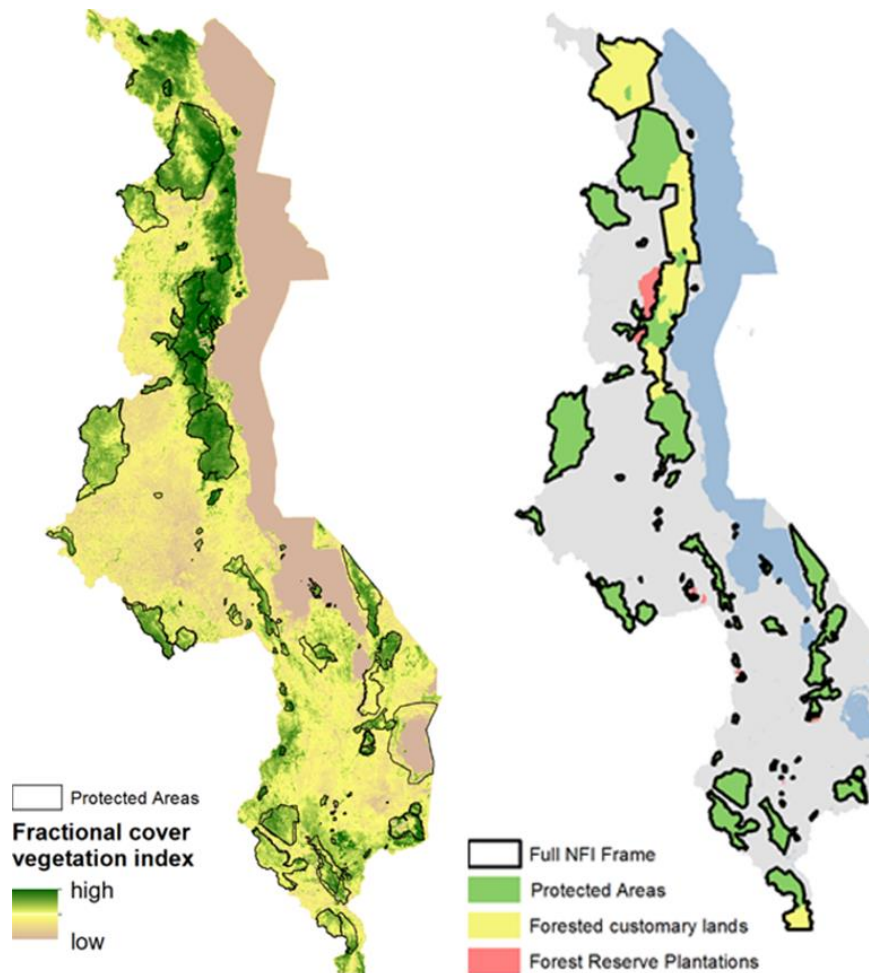 Protected Areas
Fractional cover
vegetation index
high
low
Full NFI Frame
Protected Areas
Forested customary lands
Forest Reserve Plantations